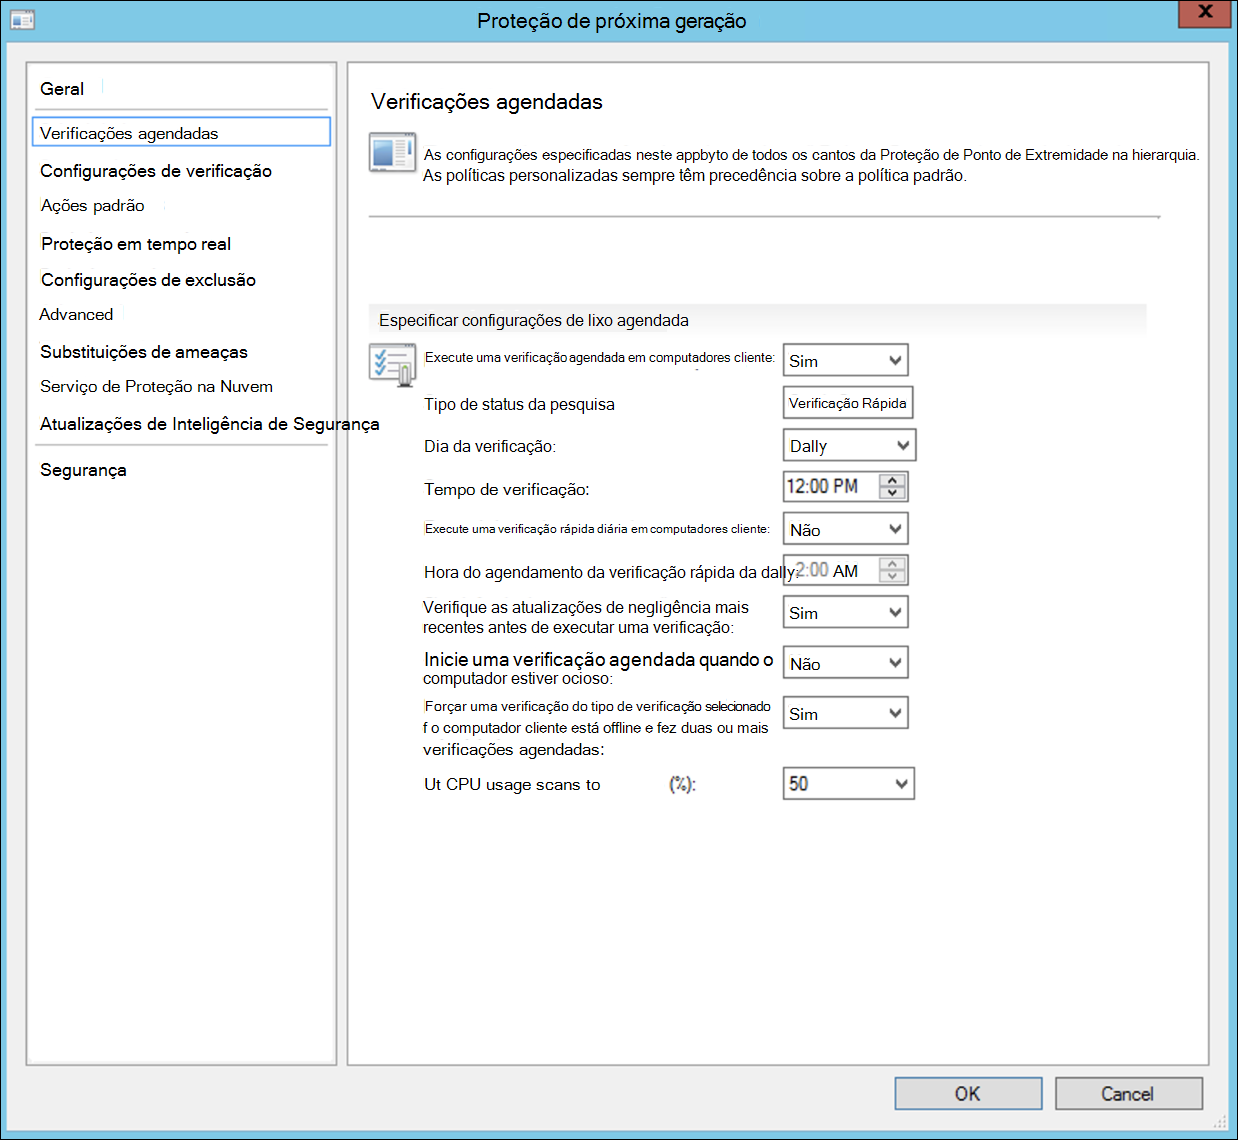 Proteção de próxima geração
X
Geral
Verificações agendadas
Configurações de verificação
Ações padrão
Proteção em tempo real
Configurações de exclusão
Advanced
Substituições de ameaças
Serviço de Proteção na Nuvem
Atualizações de Inteligência de Segurança
Segurança
Verificações agendadas
As configurações especificadas neste appbyto de todos os cantos da Proteção de Ponto de Extremidade na hierarquia.
As políticas personalizadas sempre têm precedência sobre a política padrão.
Especificar configurações de lixo agendada
Execute uma verificação agendada em computadores cliente: Sim
Tipo de status da pesquisa Verificação Rápida
Dia da verificação: Dally
Tempo de verificação: 12:00 PM
Execute uma verificação rápida diária em computadores cliente: Não
Hora do agendamento da verificação rápida da dally: 2:00 AM
Verifique as atualizações de negligência mais
recentes antes de executar uma verificação: Sim
Inicie uma verificação agendada quando o
computador estiver ocioso: Não
Forçar uma verificação do tipo de verificação selecionado
f o computador cliente está offline e fez duas ou mais Sim
verificações agendadas:
Ut CPU usage scans to (%): 50
OK Cancel